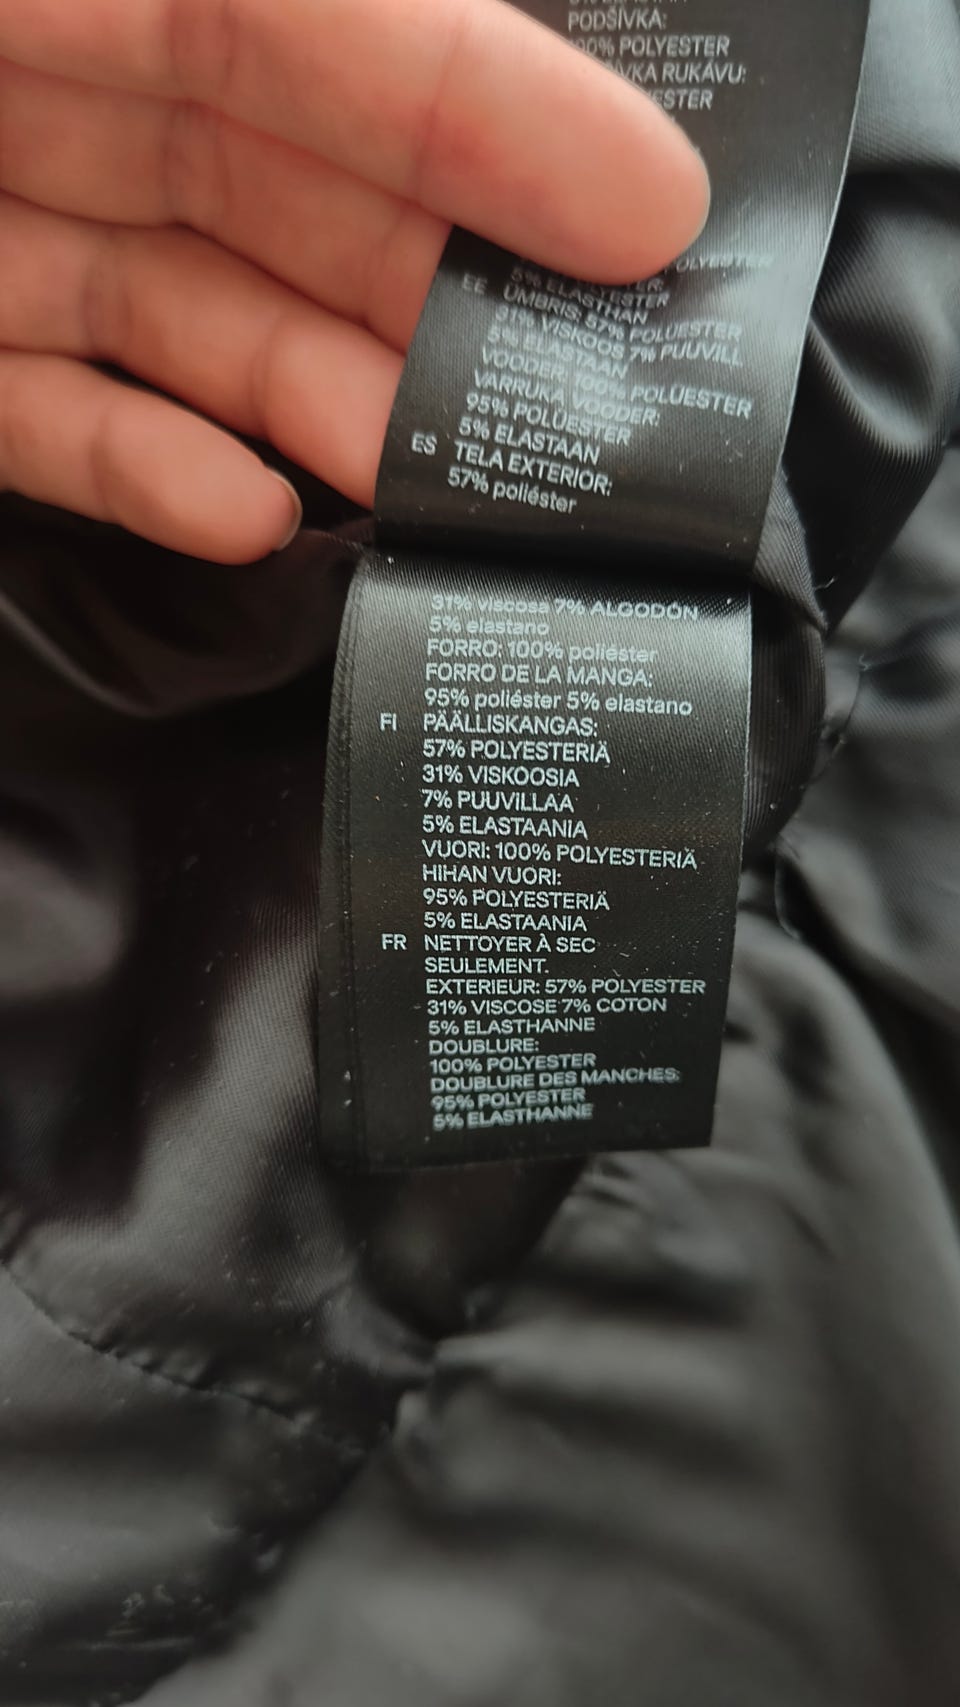 PODŠÍVKA:
100% POLYESTER
RUKÁVU:
5% ELASTHAN
EE ÜMBRIS: 57% POLÜESTER
31% VISKOOS 7% PUUVILL
5% ELASTAAN
VOODER: 100% POLÜESTER
VARRUKA VOODER:
95% POLÜESTER
5% ELASTAAN
ES TELA EXTERIOR:
57% poliéster
31% viscosa 7% ALGODÓN
5% elastano
FORRO: 100% poliéster
FORRO DE LA MANGA:
95% poliéster 5% elastano
FI PÄÄLLISKANGAS:
57% POLYESTERIÄ
31% VISKOOSIA
7% PUUVILLAA
5% ELASTAANIA
VUORI: 100% POLYESTERIÄ
HIHAN VUORI:
95% POLYESTERIÄ
5% ELASTAANIA
FR NETTOYER À SEC
SEULEMENT.
EXTERIEUR: 57% POLYESTER
31% VISCOSE 7% COTON
5% ELASTHANNE
DOUBLURE:
100% POLYESTER
DOUBLURE DES MANCHES:
95% POLYESTER
5% ELASTHANNE